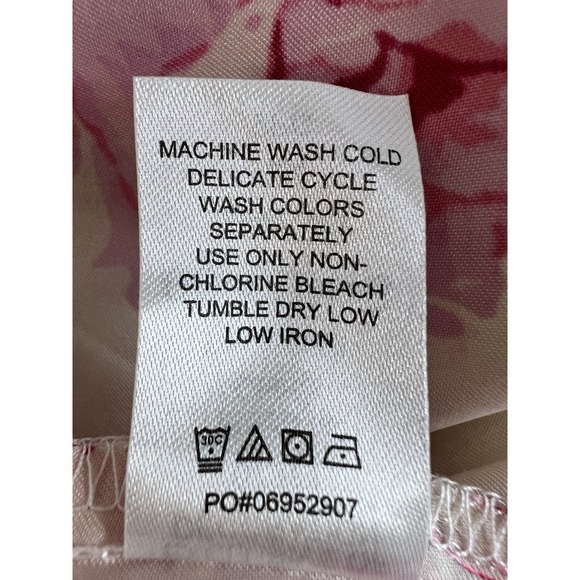 MACHINE WASH COLD
DELICATE CYCLE
WASH COLORS
SEPARATELY
USE ONLY NON-
CHLORINE BLEACH
TUMBLE DRY LOW
LOW IRON
30C
PO#06952907